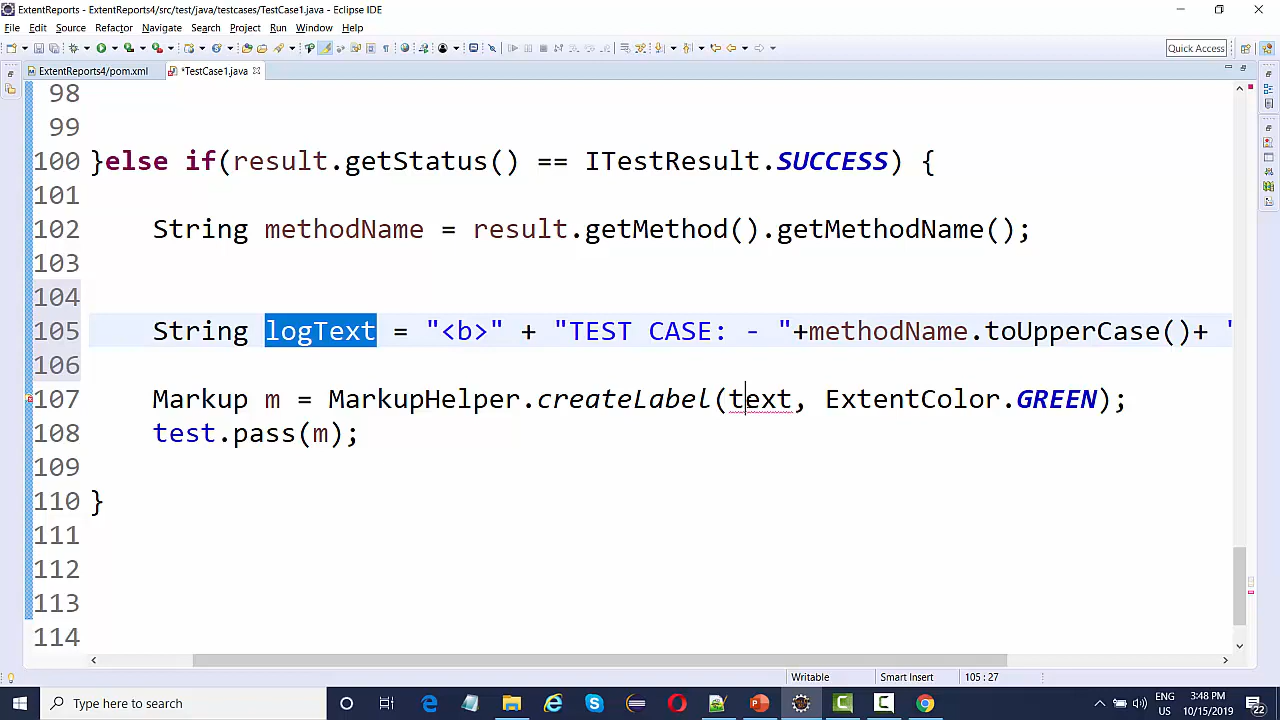 ExtentReports - ExtentReports4/src/test/java/testcases/TestCase1.java - Eclipse IDE
File Edit Source Refactor Navigate Search Project Run Window Help
Quick Access
ExtentReports4/pom.xml *TestCase1.java
98
99
100 }else if(result.getStatus() == ITestResult.SUCCESS) {
101
102 String methodName = result.getMethod().getMethodName();
103
104
105 String logText = "<b>" + "TEST CASE: - "+methodName.toUpperCase()+ "
106
107 Markup m = MarkupHelper.createLabel(text, ExtentColor.GREEN);
108 test.pass(m);
109
110 }
111
112
113
114
Writable Smart Insert 105 : 27
Type here to search
ENG 3:48 PM
US 10/15/2019 22